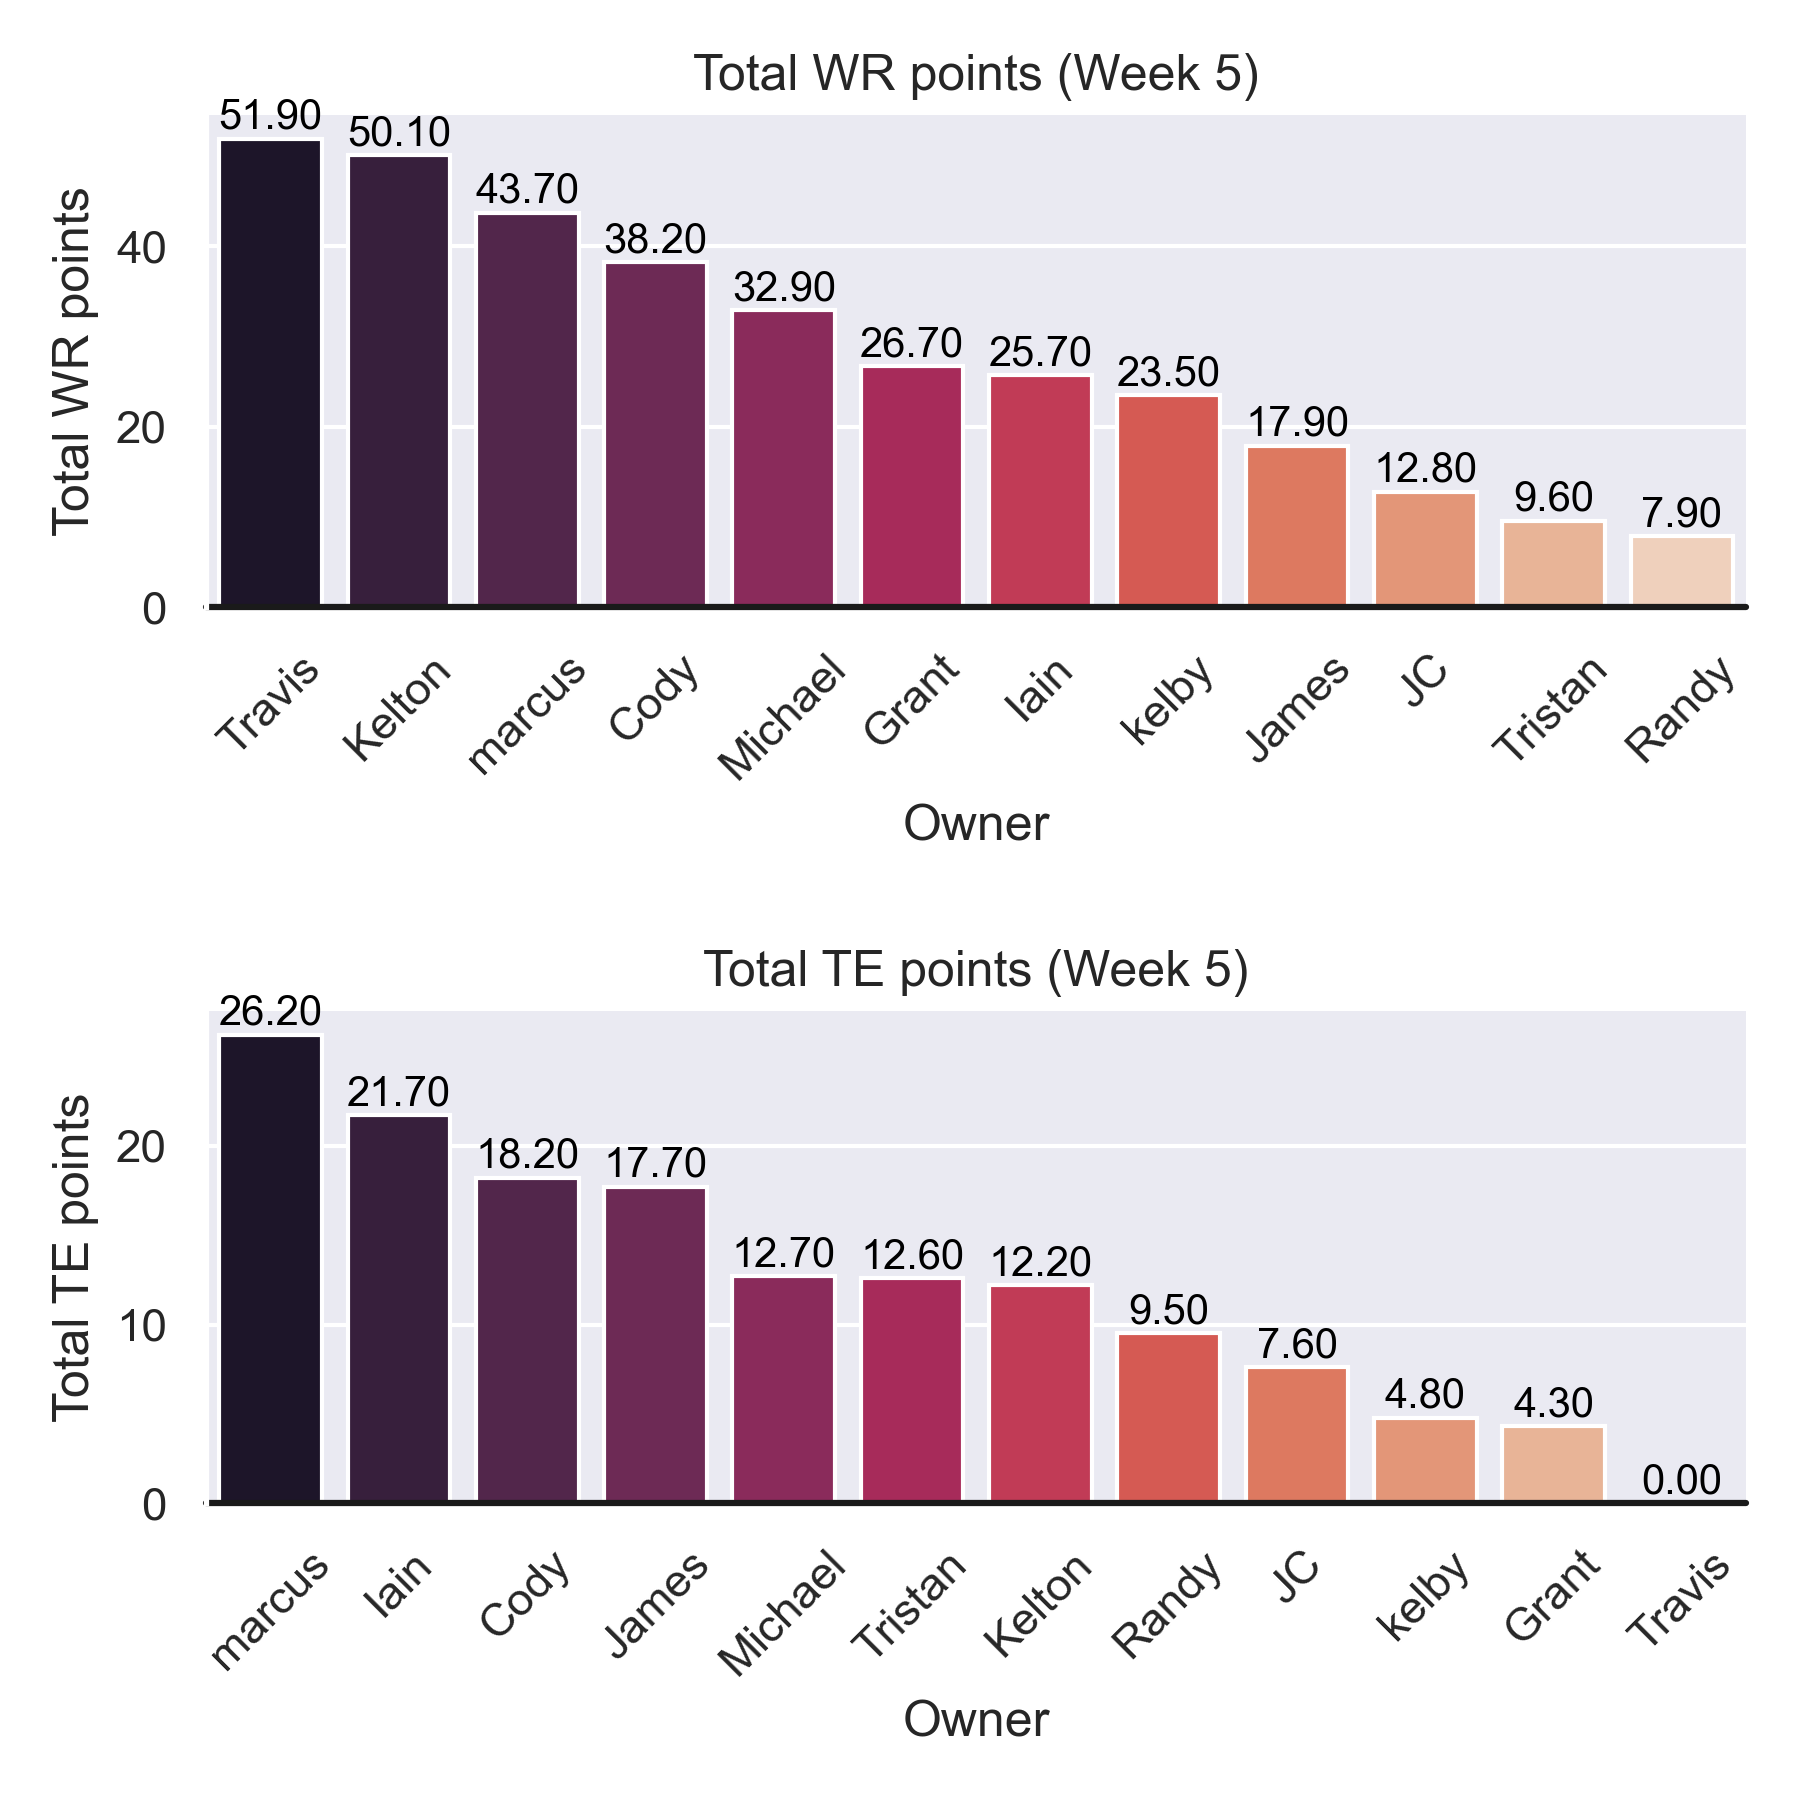 Total WR points (Week 5)
51.90 50.10 43.70 38.20 32.90 26.70 25.70 23.50 17.90 12.80 9.60 7.90
Total WR points
40
20
0
Travis Kelton marcus Cody Michael Grant Iain kelby James JC Tristan Randy
Owner
Total TE points (Week 5)
26.20 21.70 18.20 17.70 12.70 12.60 12.20 9.50 7.60 4.80 4.30 0.00
Total TE points
20
10
0
marcus Iain Cody James Michael Tristan Kelton Randy JC kelby Grant Travis
Owner